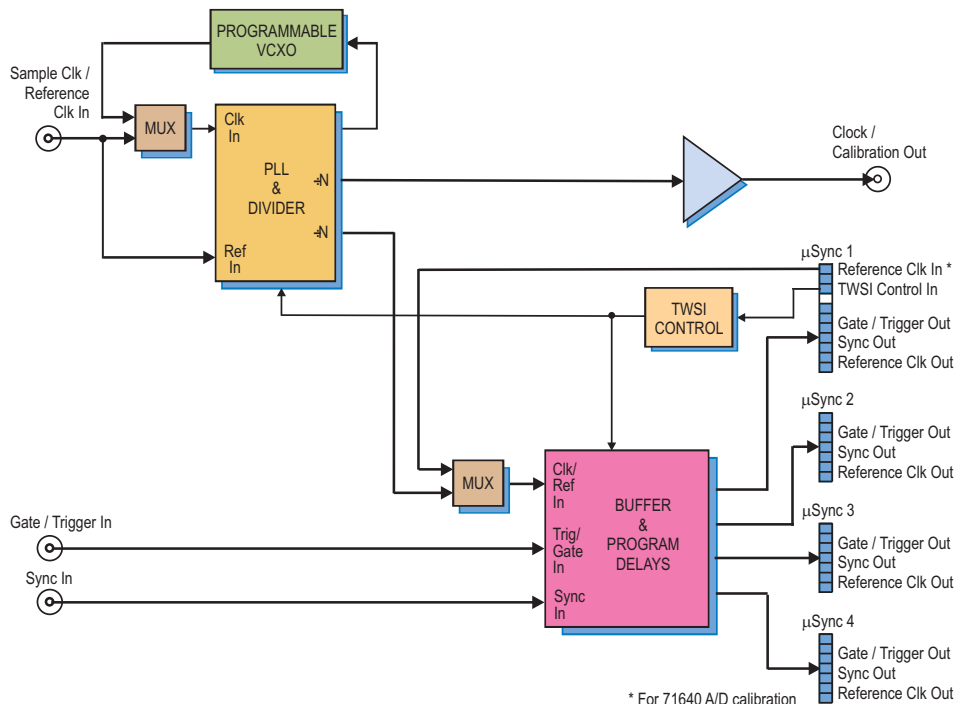 PROGRAMMABLE
VCXO
Sample Clk /
Reference
Clk In
MUX
Clk
In
PLL
&
DIVIDER
÷N
÷N
Ref
In
Clock /
Calibration Out
μSync 1
Reference Clk In *
TWSI Control In
Gate / Trigger Out
Sync Out
Reference Clk Out
TWSI
CONTROL
μSync 2
Gate / Trigger Out
Sync Out
Reference Clk Out
MUX
Clk/
Ref
In
Trig/
Gate
In
Sync
In
BUFFER
&
PROGRAM
DELAYS
Gate / Trigger In
Sync In
μSync 3
Gate / Trigger Out
Sync Out
Reference Clk Out
μSync 4
Gate / Trigger Out
Sync Out
Reference Clk Out
* For 71640 A/D calibration